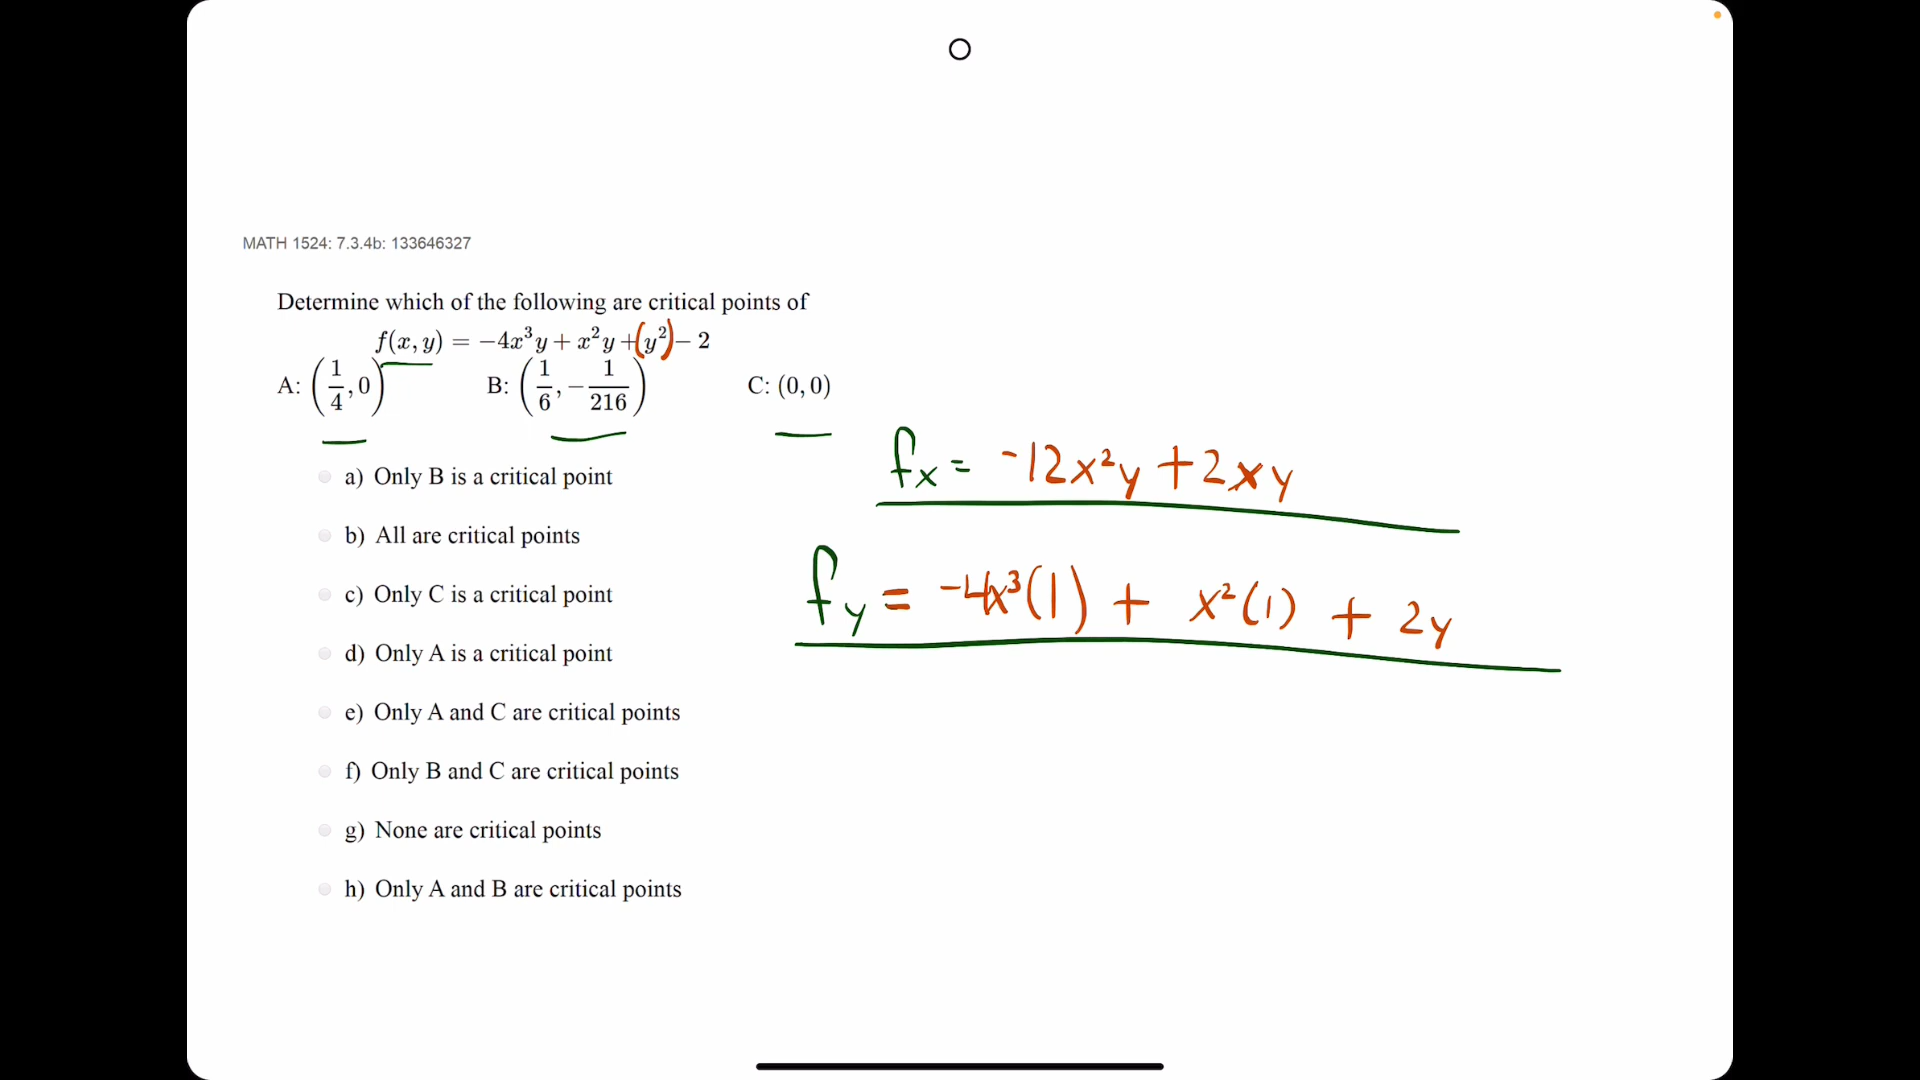 MATH 1524: 7.3.4b: 133646327
Determine which of the following are critical points of
f(x, y) = −4x³y + x²y + (y²) − 2
A: (1/4, 0) B: (1/6, −1/216) C: (0, 0)
fx = -12x²y + 2xy
fy = -4x³(1) + x²(1) + 2y
a) Only B is a critical point
b) All are critical points
c) Only C is a critical point
d) Only A is a critical point
e) Only A and C are critical points
f) Only B and C are critical points
g) None are critical points
h) Only A and B are critical points